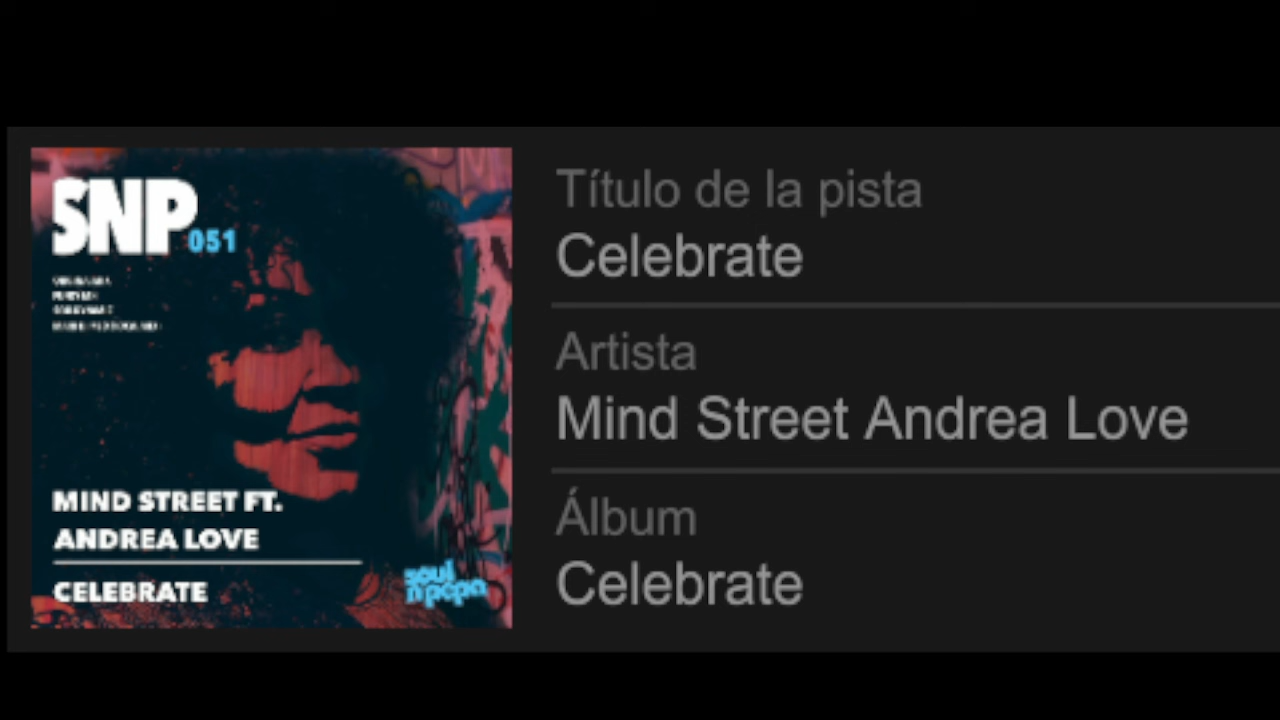 SNP 051
MIND STREET FT.
ANDREA LOVE
CELEBRATE
soul
n pepa
Título de la pista
Celebrate
Artista
Mind Street Andrea Love
Álbum
Celebrate